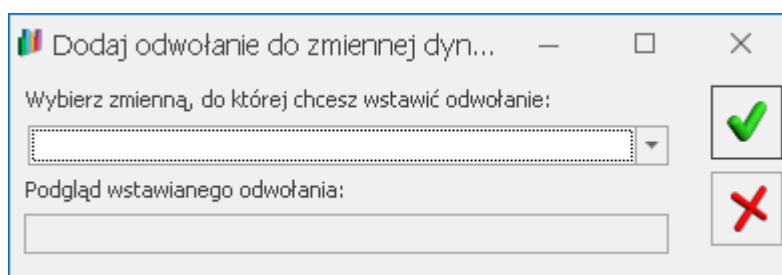 Dodaj odwołanie do zmiennej dyn...
Wybierz zmienną, do której chcesz wstawić odwołanie:
Podgląd wstawianego odwołania: